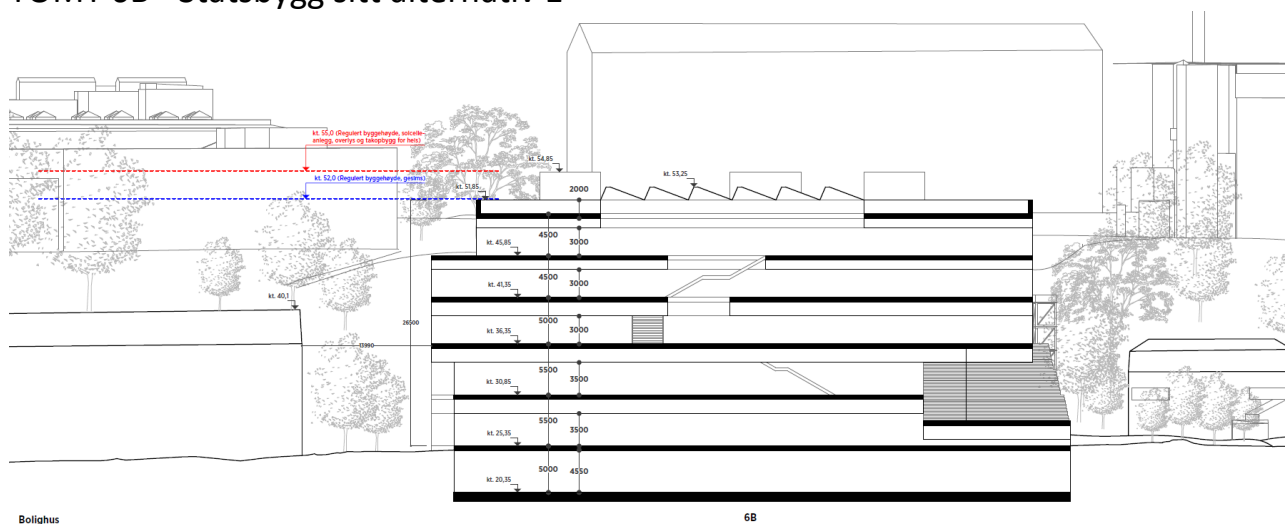 TOMT 6B - Statsbygg sitt alternativ 1
kt. 55,0 (Regulert byggehøyde, solcelle-
anlegg, overlys og takopbygg for heis)
kt. 52,0 (Regulert byggehøyde, gesims)
kt. 54,85
kt. 51,85
kt. 53,25
2000
4500
3000
kt. 45,85
4500
3000
kt. 41,35
kt. 40,1
26500
5000
3000
kt. 36,35
13990
5500
3500
kt. 30,85
5500
3500
kt. 25,35
5000
4550
kt. 20,35
Bolighus
6B